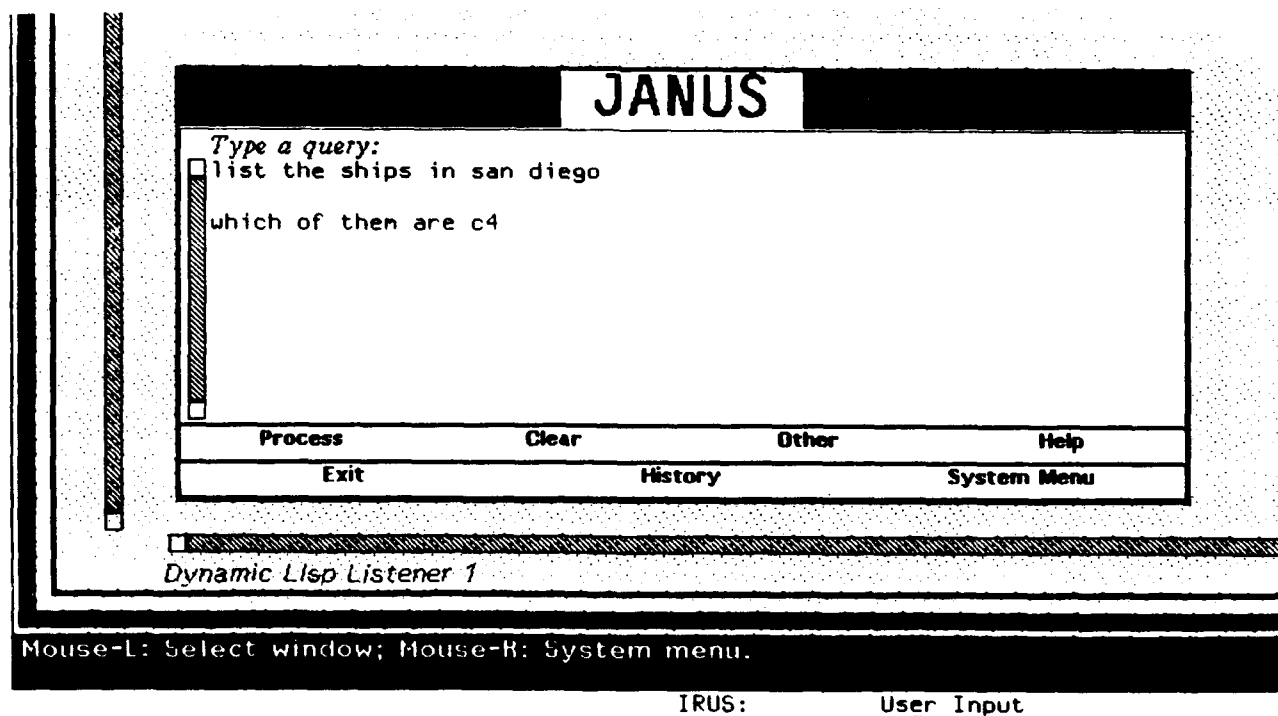 JANUS
Type a query:
list the ships in san diego
which of them are c4
Process Clear Other Help
Exit History System Menu
Dynamic Lisp Listener 1
Mouse-L: Select window; Mouse-R: System menu.
IRUS: User Input